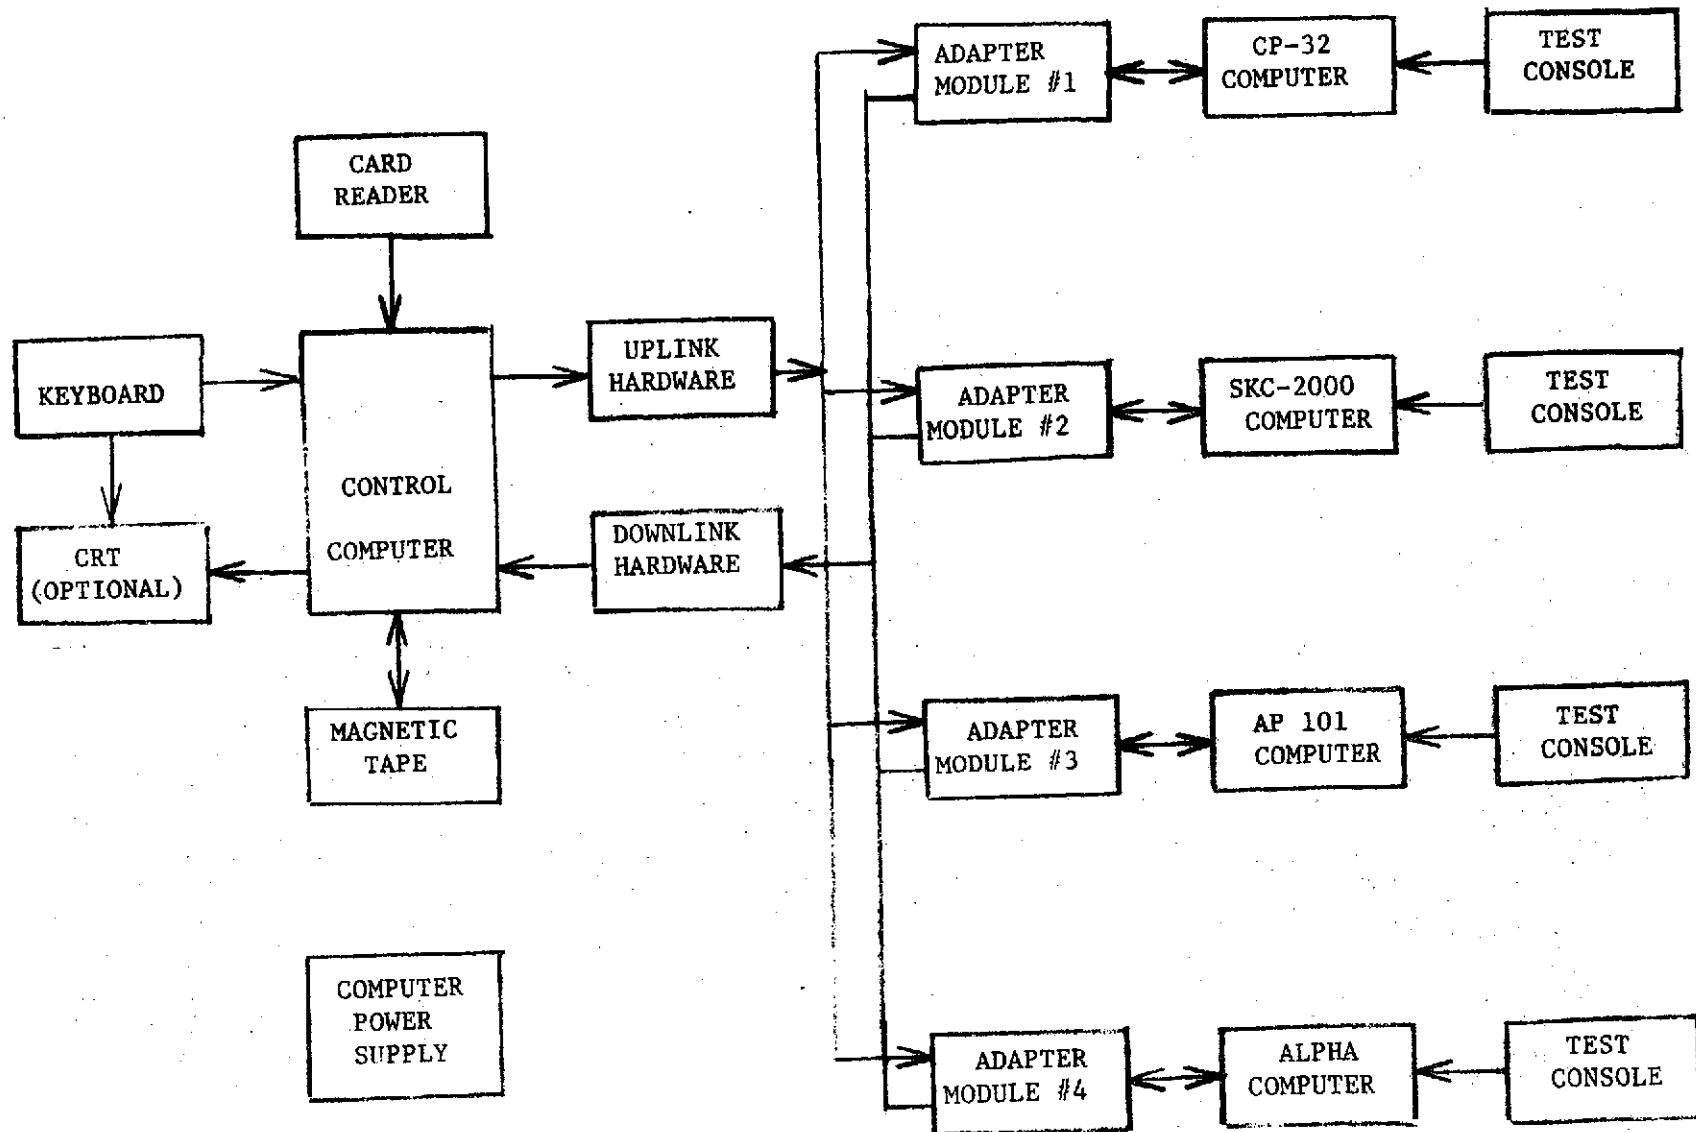 ADAPTER
MODULE #1
CP-32
COMPUTER
TEST
CONSOLE
CARD
READER
KEYBOARD
CONTROL
COMPUTER
UPLINK
HARDWARE
ADAPTER
MODULE #2
SKC-2000
COMPUTER
TEST
CONSOLE
CRT
(OPTIONAL)
DOWNLINK
HARDWARE
MAGNETIC
TAPE
ADAPTER
MODULE #3
AP 101
COMPUTER
TEST
CONSOLE
COMPUTER
POWER
SUPPLY
ADAPTER
MODULE #4
ALPHA
COMPUTER
TEST
CONSOLE